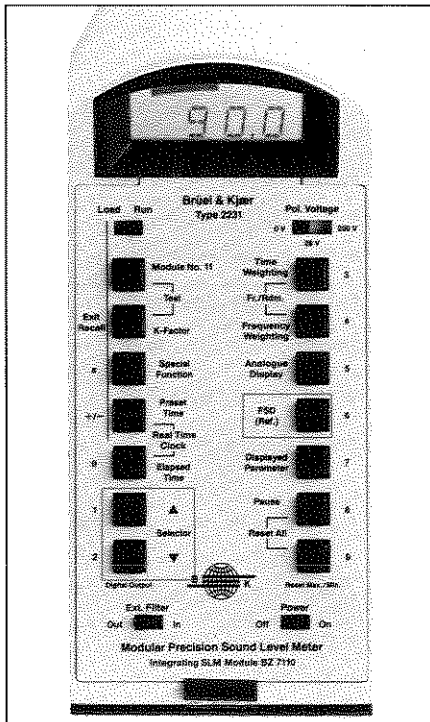 90.0
Brüel & Kjær
Type 2231
Load Run
Pol. Voltage
0 V 200 V
28 V
Module No. 11
Time
Weighting
3
Test
Fr./Rdm.
Exit
Recall
K-Factor
Frequency
Weighting
4
Special
Function
Analogue
Display
5
+/–
Preset
Time
FSD
(Ref.)
6
Real Time
Clock
Elapsed
Time
Displayed
Parameter
7
1
▲
Pause
8
Selector
Reset All
2
▼
9
B K
Digital Output
Reset Max./Min.
Ext. Filter
Out In
Power
Off On
Modular Precision Sound Level Meter
Integrating SLM Module BZ 7110